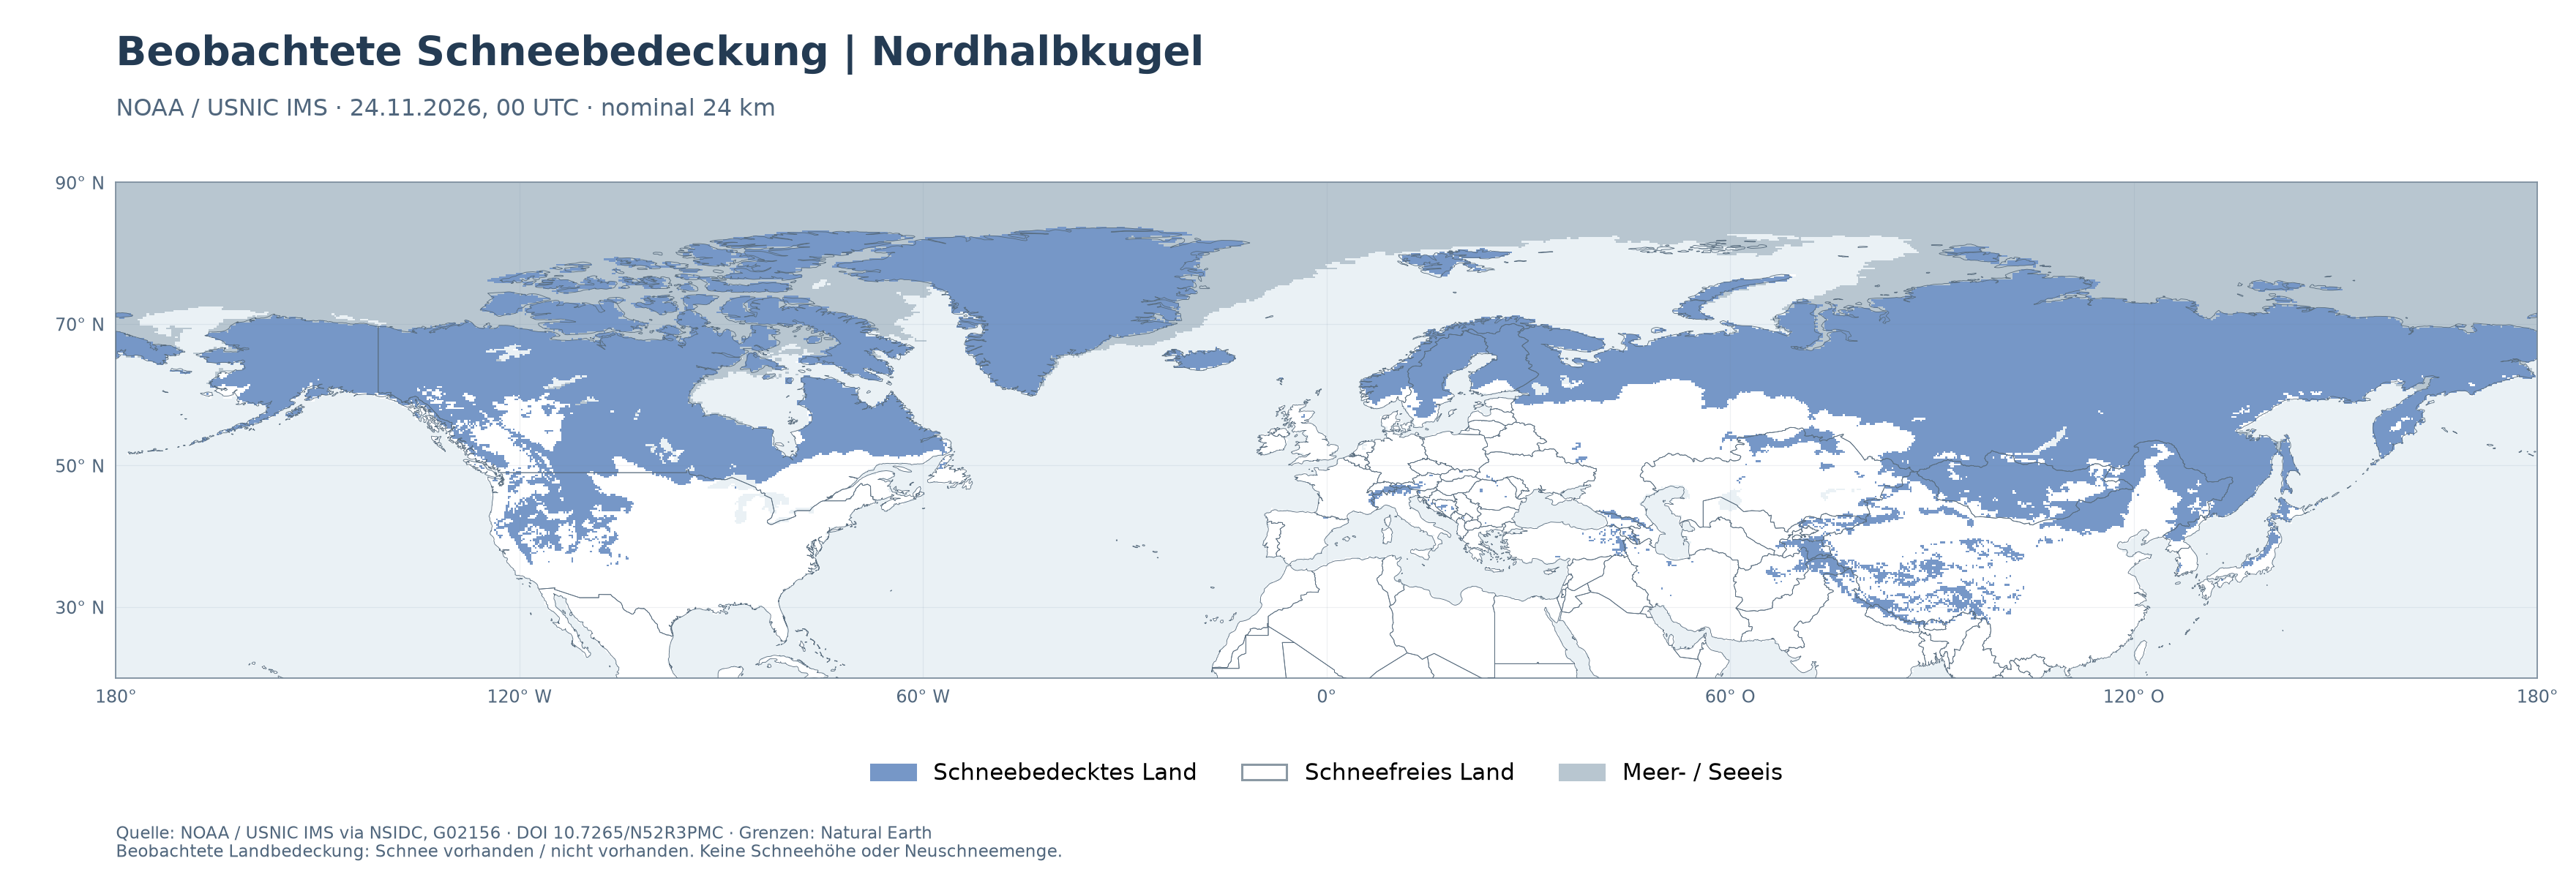 Beobachtete Schneebedeckung | Nordhalbkugel
NOAA / USNIC IMS · 24.11.2026, 00 UTC · nominal 24 km
90° N
70° N
50° N
30° N
180°
120° W
60° W
0°
60° O
120° O
180°
Schneebedecktes Land
Schneefreies Land
Meer- / Seeeis
Quelle: NOAA / USNIC IMS via NSIDC, G02156 · DOI 10.7265/N52R3PMC · Grenzen: Natural Earth
Beobachtete Landbedeckung: Schnee vorhanden / nicht vorhanden. Keine Schneehöhe oder Neuschneemenge.